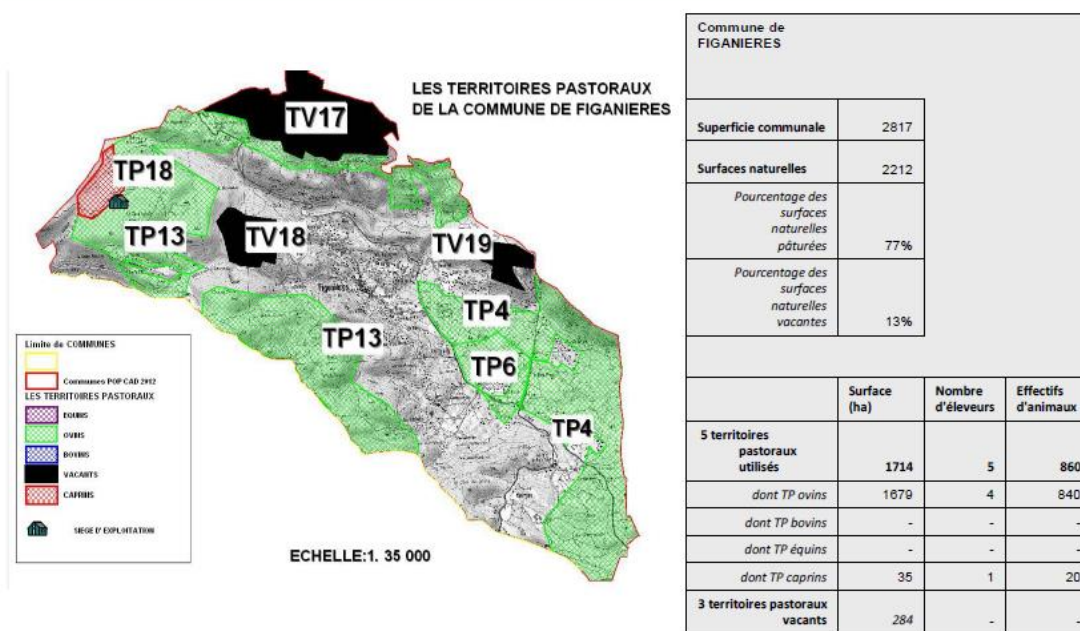 LES TERRITOIRES PASTORAUX
DE LA COMMUNE DE FIGANIERES
TV17
TP18
TP13
TV18
TV19
TP4
TP13
TP6
TP4
Figanières
Limite de COMMUNES
Communes POP CAD 2012
LES TERRITOIRES PASTORAUX
EQUINS
OVINS
BOVINS
VACANTS
CAPRINS
SIEGE D'EXPLOITATION
ECHELLE:1. 35 000
Commune de
FIGANIERES
Superficie communale 2817
Surfaces naturelles 2212
Pourcentage des
surfaces
naturelles
pâturées 77%
Pourcentage des
surfaces
naturelles
vacantes 13%
Surface Nombre Effectifs
(ha) d'éleveurs d'animaux
5 territoires
pastoraux
utilisés 1714 5 860
dont TP ovins 1679 4 840
dont TP bovins - - -
dont TP équins - - -
dont TP caprins 35 1 20
3 territoires pastoraux
vacants 284 - -